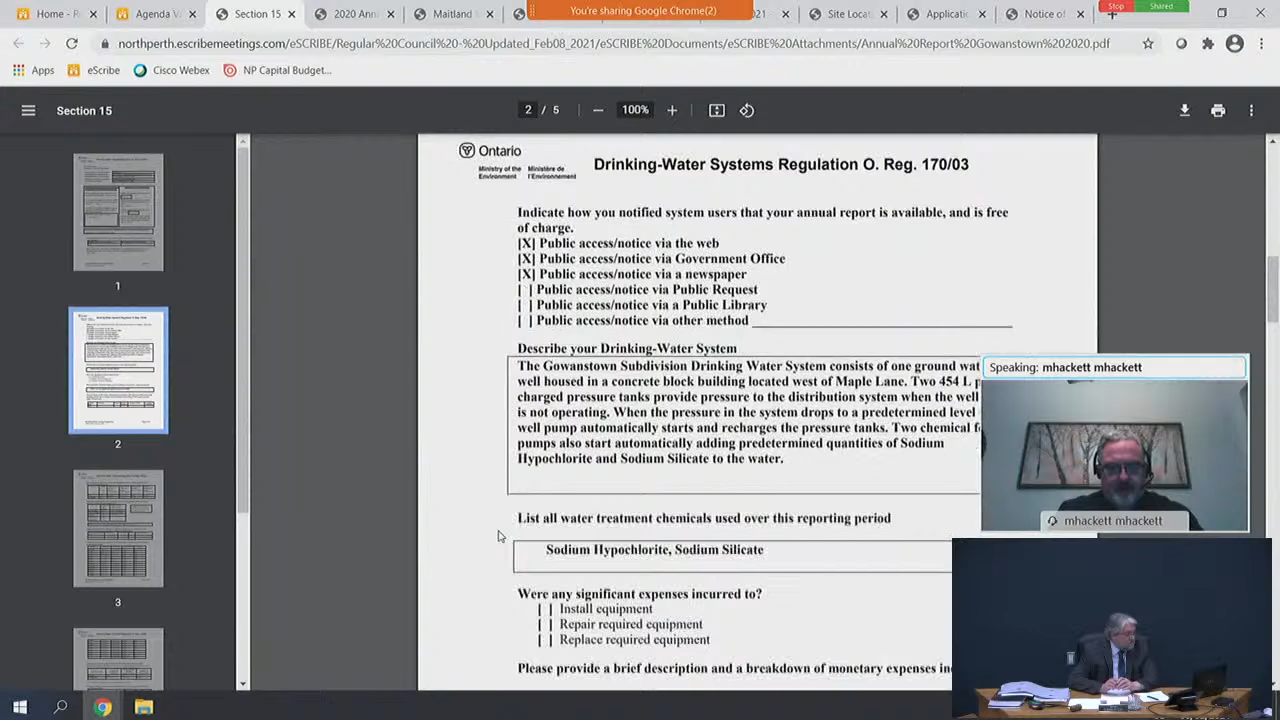 Home - R
Agenda V
Section 15
2020 Ann
Maitland
You're sharing Google Chrome(2)
2021
Site Locat
Applicati
Notice of
Stop
Shared
northperth.escribemeetings.com/eSCRIBE/Regular%20Council%20-%20Updated_Feb08_2021/eSCRIBE%20Documents/eSCRIBE%20Attachments/Annual%20Report%20Gowanstown%202020.pdf
Apps
eScribe
Cisco Webex
NP Capital Budget...
Section 15
2 / 5
100%
1
2
3
Ontario
Ministry of the Ministère de
Environment l'Environnement
Drinking-Water Systems Regulation O. Reg. 170/03
Indicate how you notified system users that your annual report is available, and is free
of charge.
[X] Public access/notice via the web
[X] Public access/notice via Government Office
[X] Public access/notice via a newspaper
[ ] Public access/notice via Public Request
[ ] Public access/notice via a Public Library
[ ] Public access/notice via other method
Describe your Drinking-Water System
The Gowanstown Subdivision Drinking Water System consists of one ground wat
well housed in a concrete block building located west of Maple Lane. Two 454 L p
charged pressure tanks provide pressure to the distribution system when the well
is not operating. When the pressure in the system drops to a predetermined level
well pump automatically starts and recharges the pressure tanks. Two chemical f
pumps also start automatically adding predetermined quantities of Sodium
Hypochlorite and Sodium Silicate to the water.
List all water treatment chemicals used over this reporting period
Sodium Hypochlorite, Sodium Silicate
Were any significant expenses incurred to?
[ ] Install equipment
[ ] Repair required equipment
[ ] Replace required equipment
Please provide a brief description and a breakdown of monetary expenses in
Speaking: mhackett mhackett
mhackett mhackett